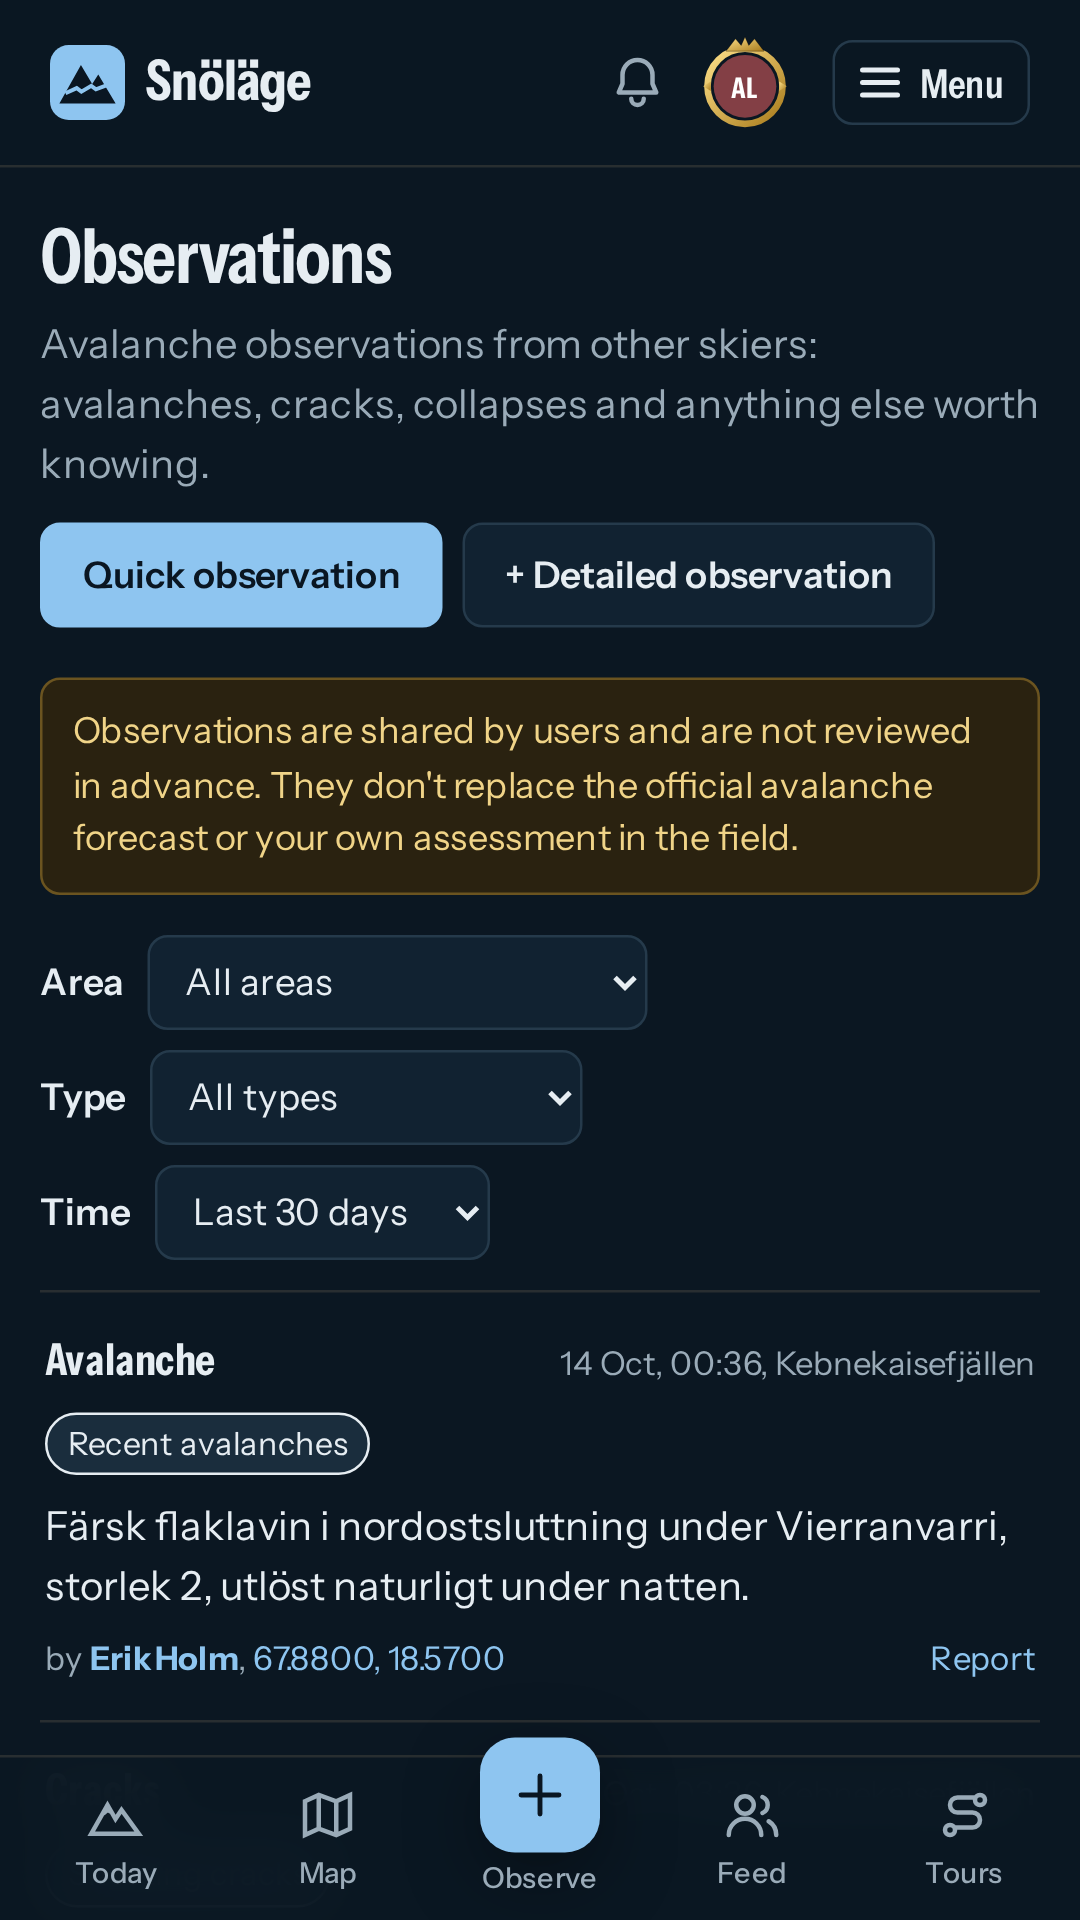 Snöläge
AL
Menu
Observations
Avalanche observations from other skiers:
avalanches, cracks, collapses and anything else worth
knowing.
Quick observation
+ Detailed observation
Observations are shared by users and are not reviewed
in advance. They don't replace the official avalanche
forecast or your own assessment in the field.
Area
All areas
Type
All types
Time
Last 30 days
Avalanche
14 Oct, 00:36, Kebnekaisefjällen
Recent avalanches
Färsk flaklavin i nordostsluttning under Vierranvarri,
storlek 2, utlöst naturligt under natten.
by Erik Holm, 67.8800, 18.5700
Report
Today
Map
Observe
Feed
Tours